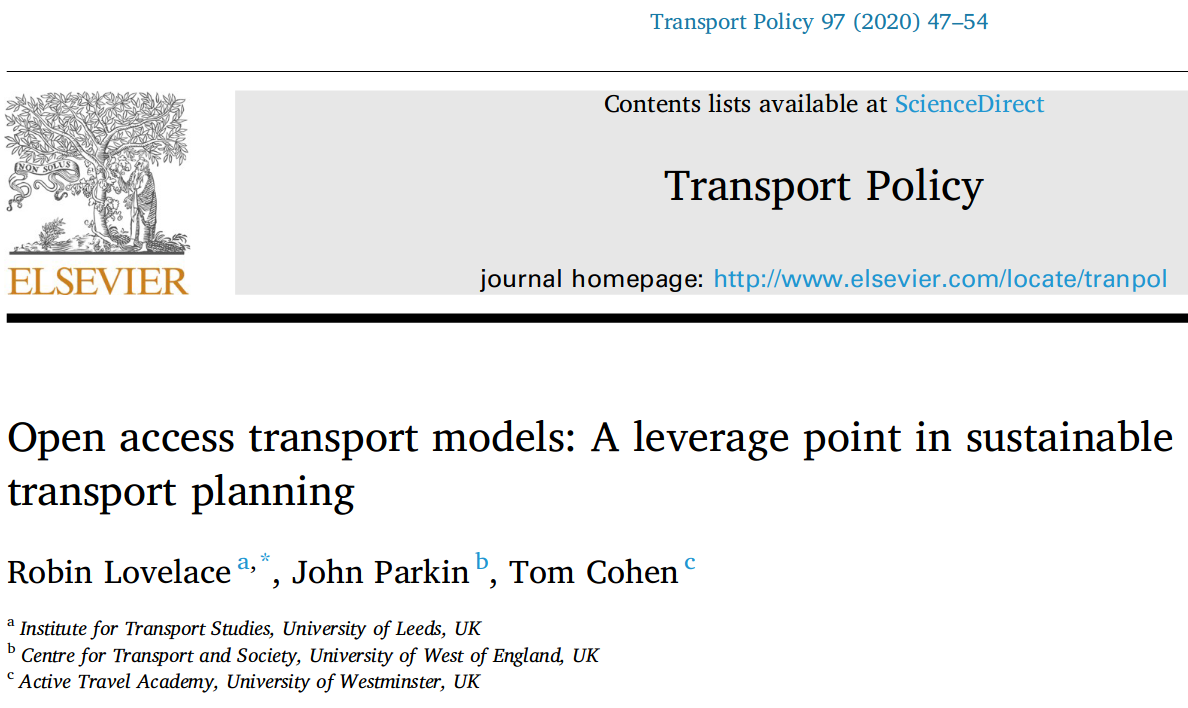 Transport Policy 97 (2020) 47–54
Contents lists available at ScienceDirect
NON SOLUS
Transport Policy
ELSEVIER
journal homepage: http://www.elsevier.com/locate/tranpol
Open access transport models: A leverage point in sustainable
transport planning
Robin Lovelace a,*, John Parkin b, Tom Cohen c
a Institute for Transport Studies, University of Leeds, UK
b Centre for Transport and Society, University of West of England, UK
c Active Travel Academy, University of Westminster, UK